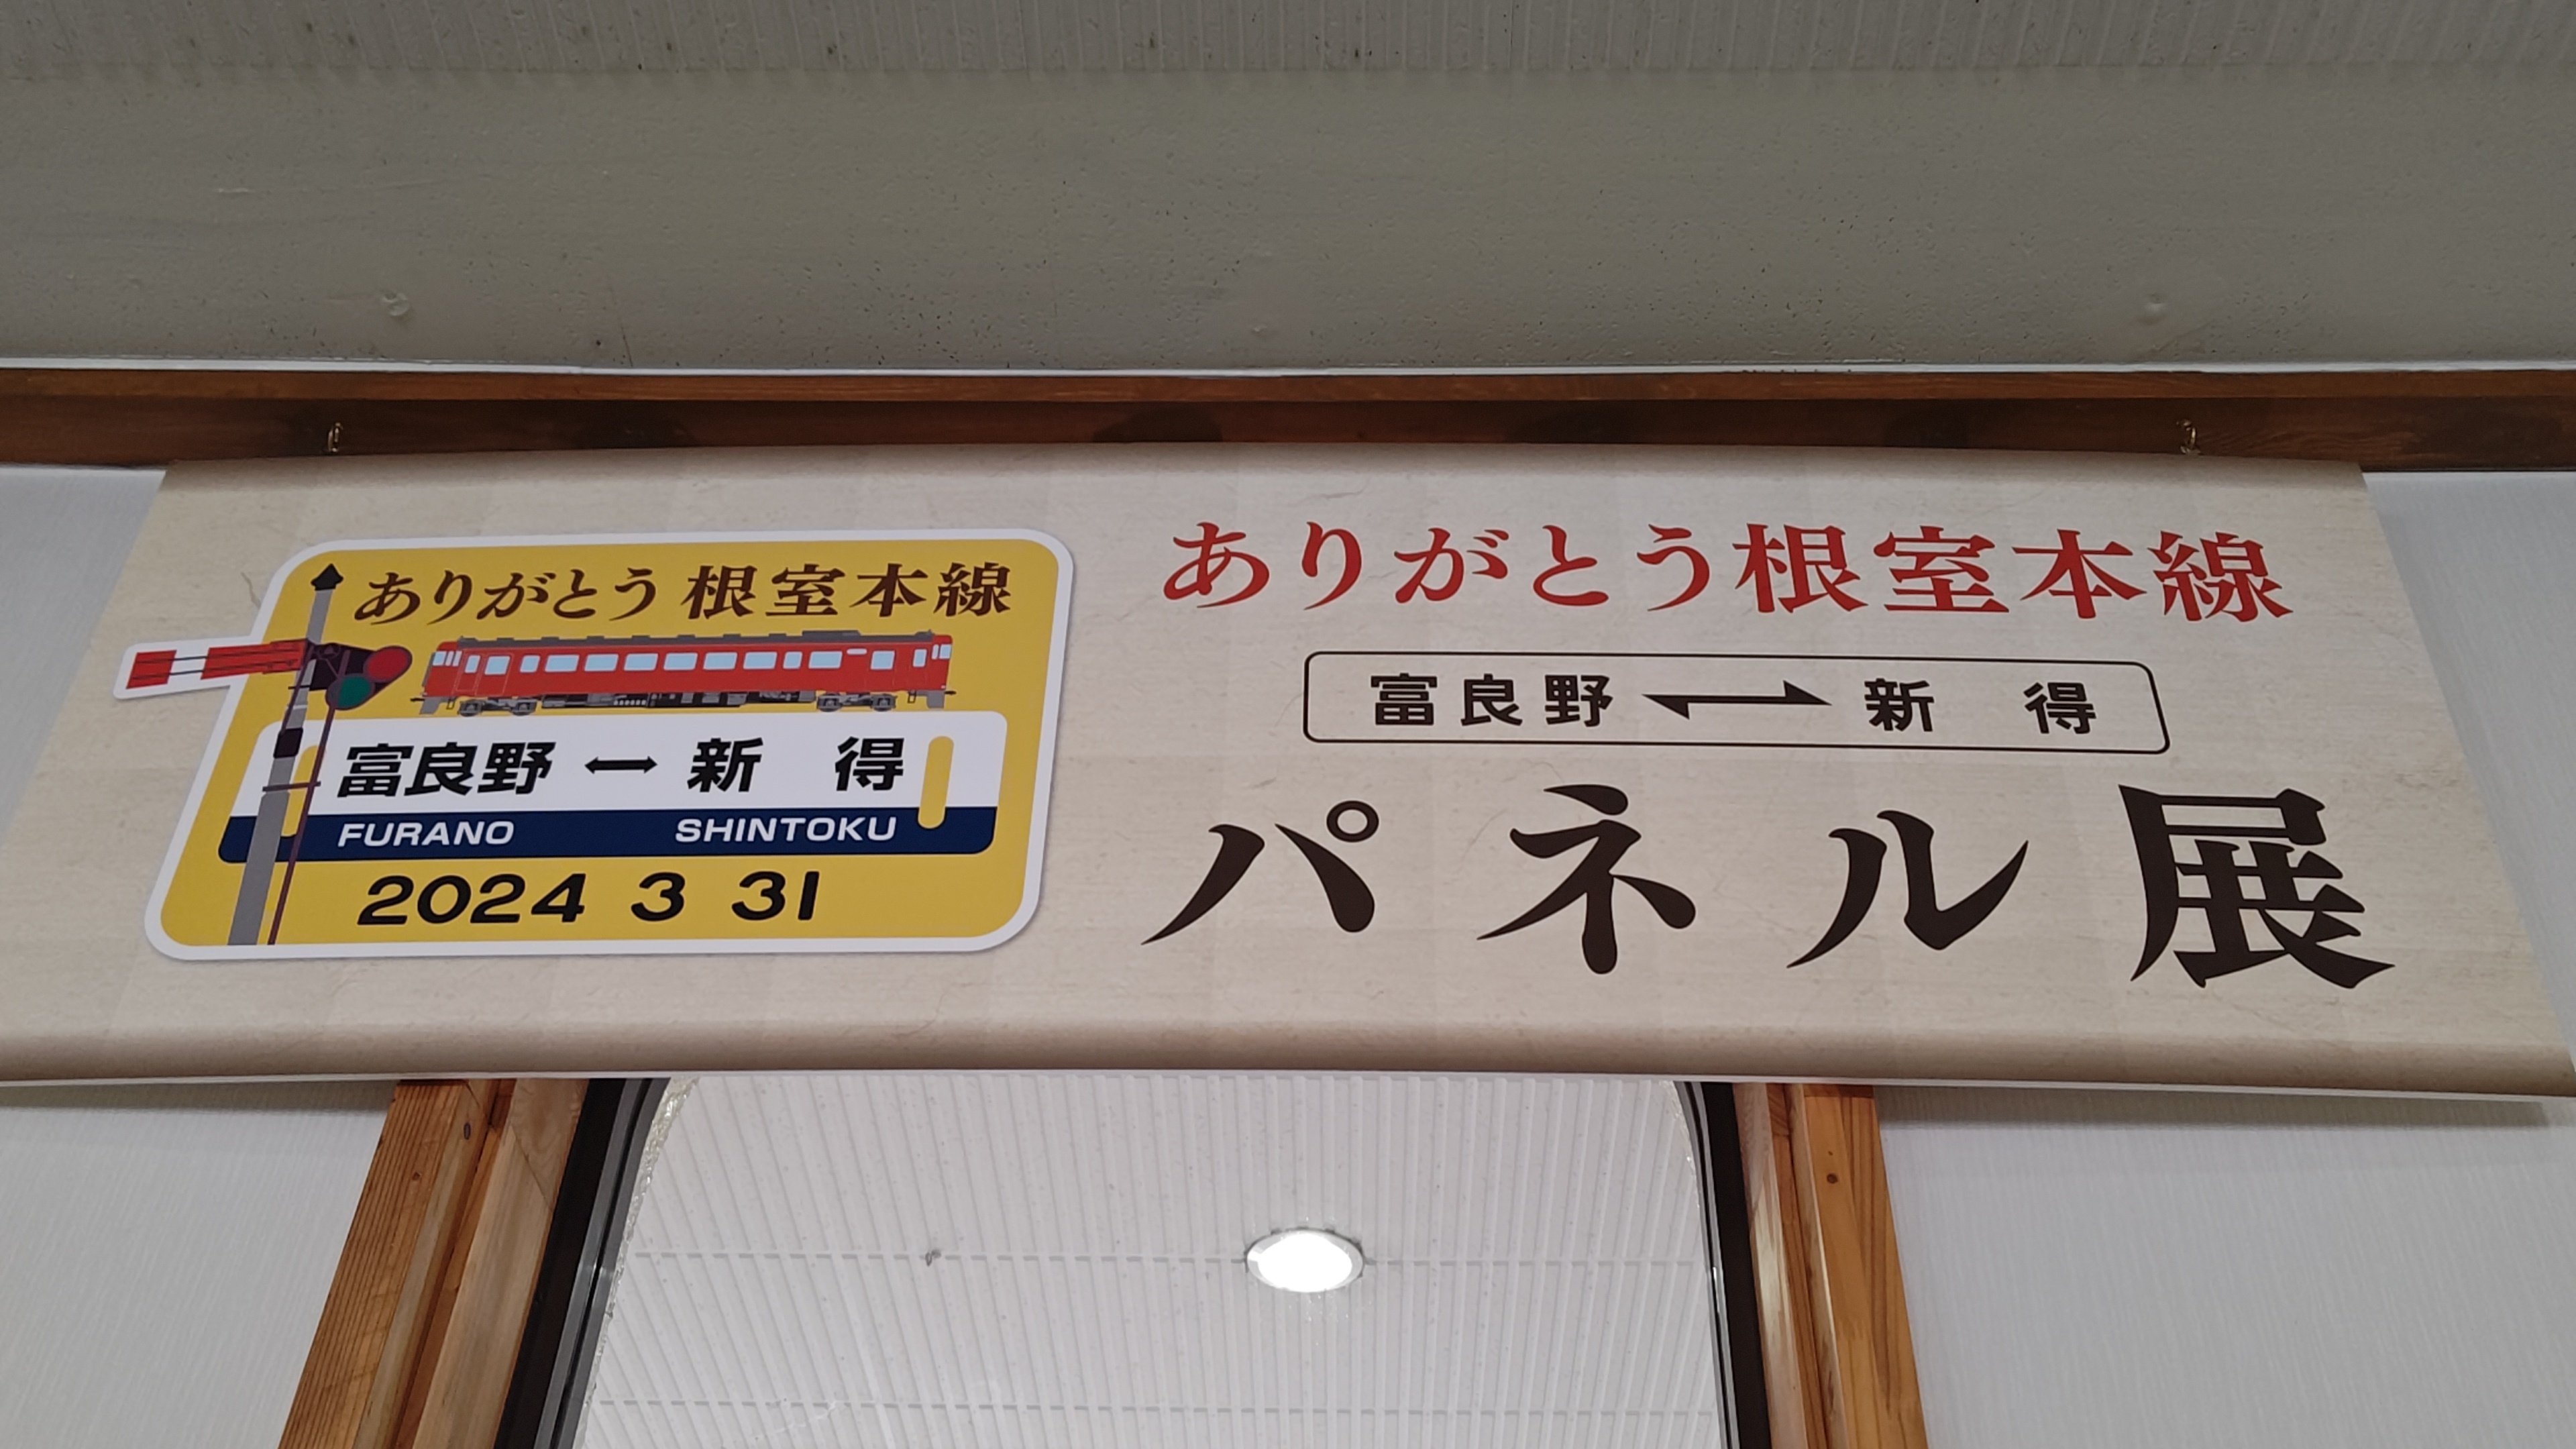 ありがとう 根室本線
富良野 ↔ 新 得
FURANO SHINTOKU
2024 3 31
ありがとう根室本線
富良野 ⇌ 新 得
パネル展